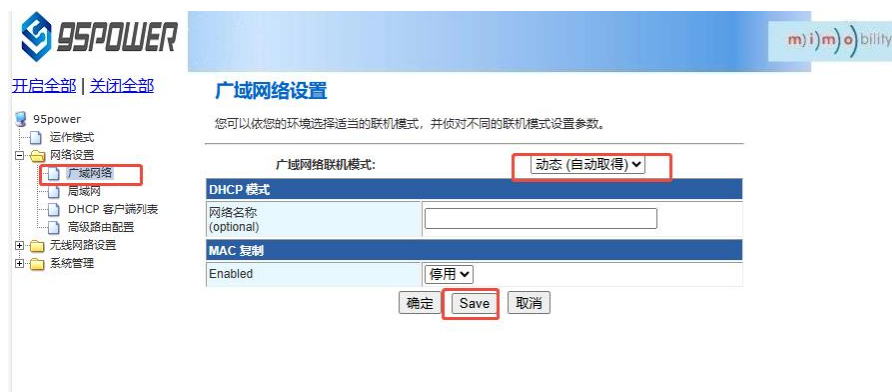 95POWER
m)i)m)o)bility
开启全部 | 关闭全部
95power
运作模式
网络设置
广域网络
局域网
DHCP 客户端列表
高级路由配置
无线网路设置
系统管理
广域网络设置
您可以依您的环境选择适当的联机模式，并侦对不同的联机模式设置参数。
广域网络联机模式: 动态 (自动取得)
DHCP 模式
网络名称
(optional)
MAC 复制
Enabled 停用
确定 Save 取消